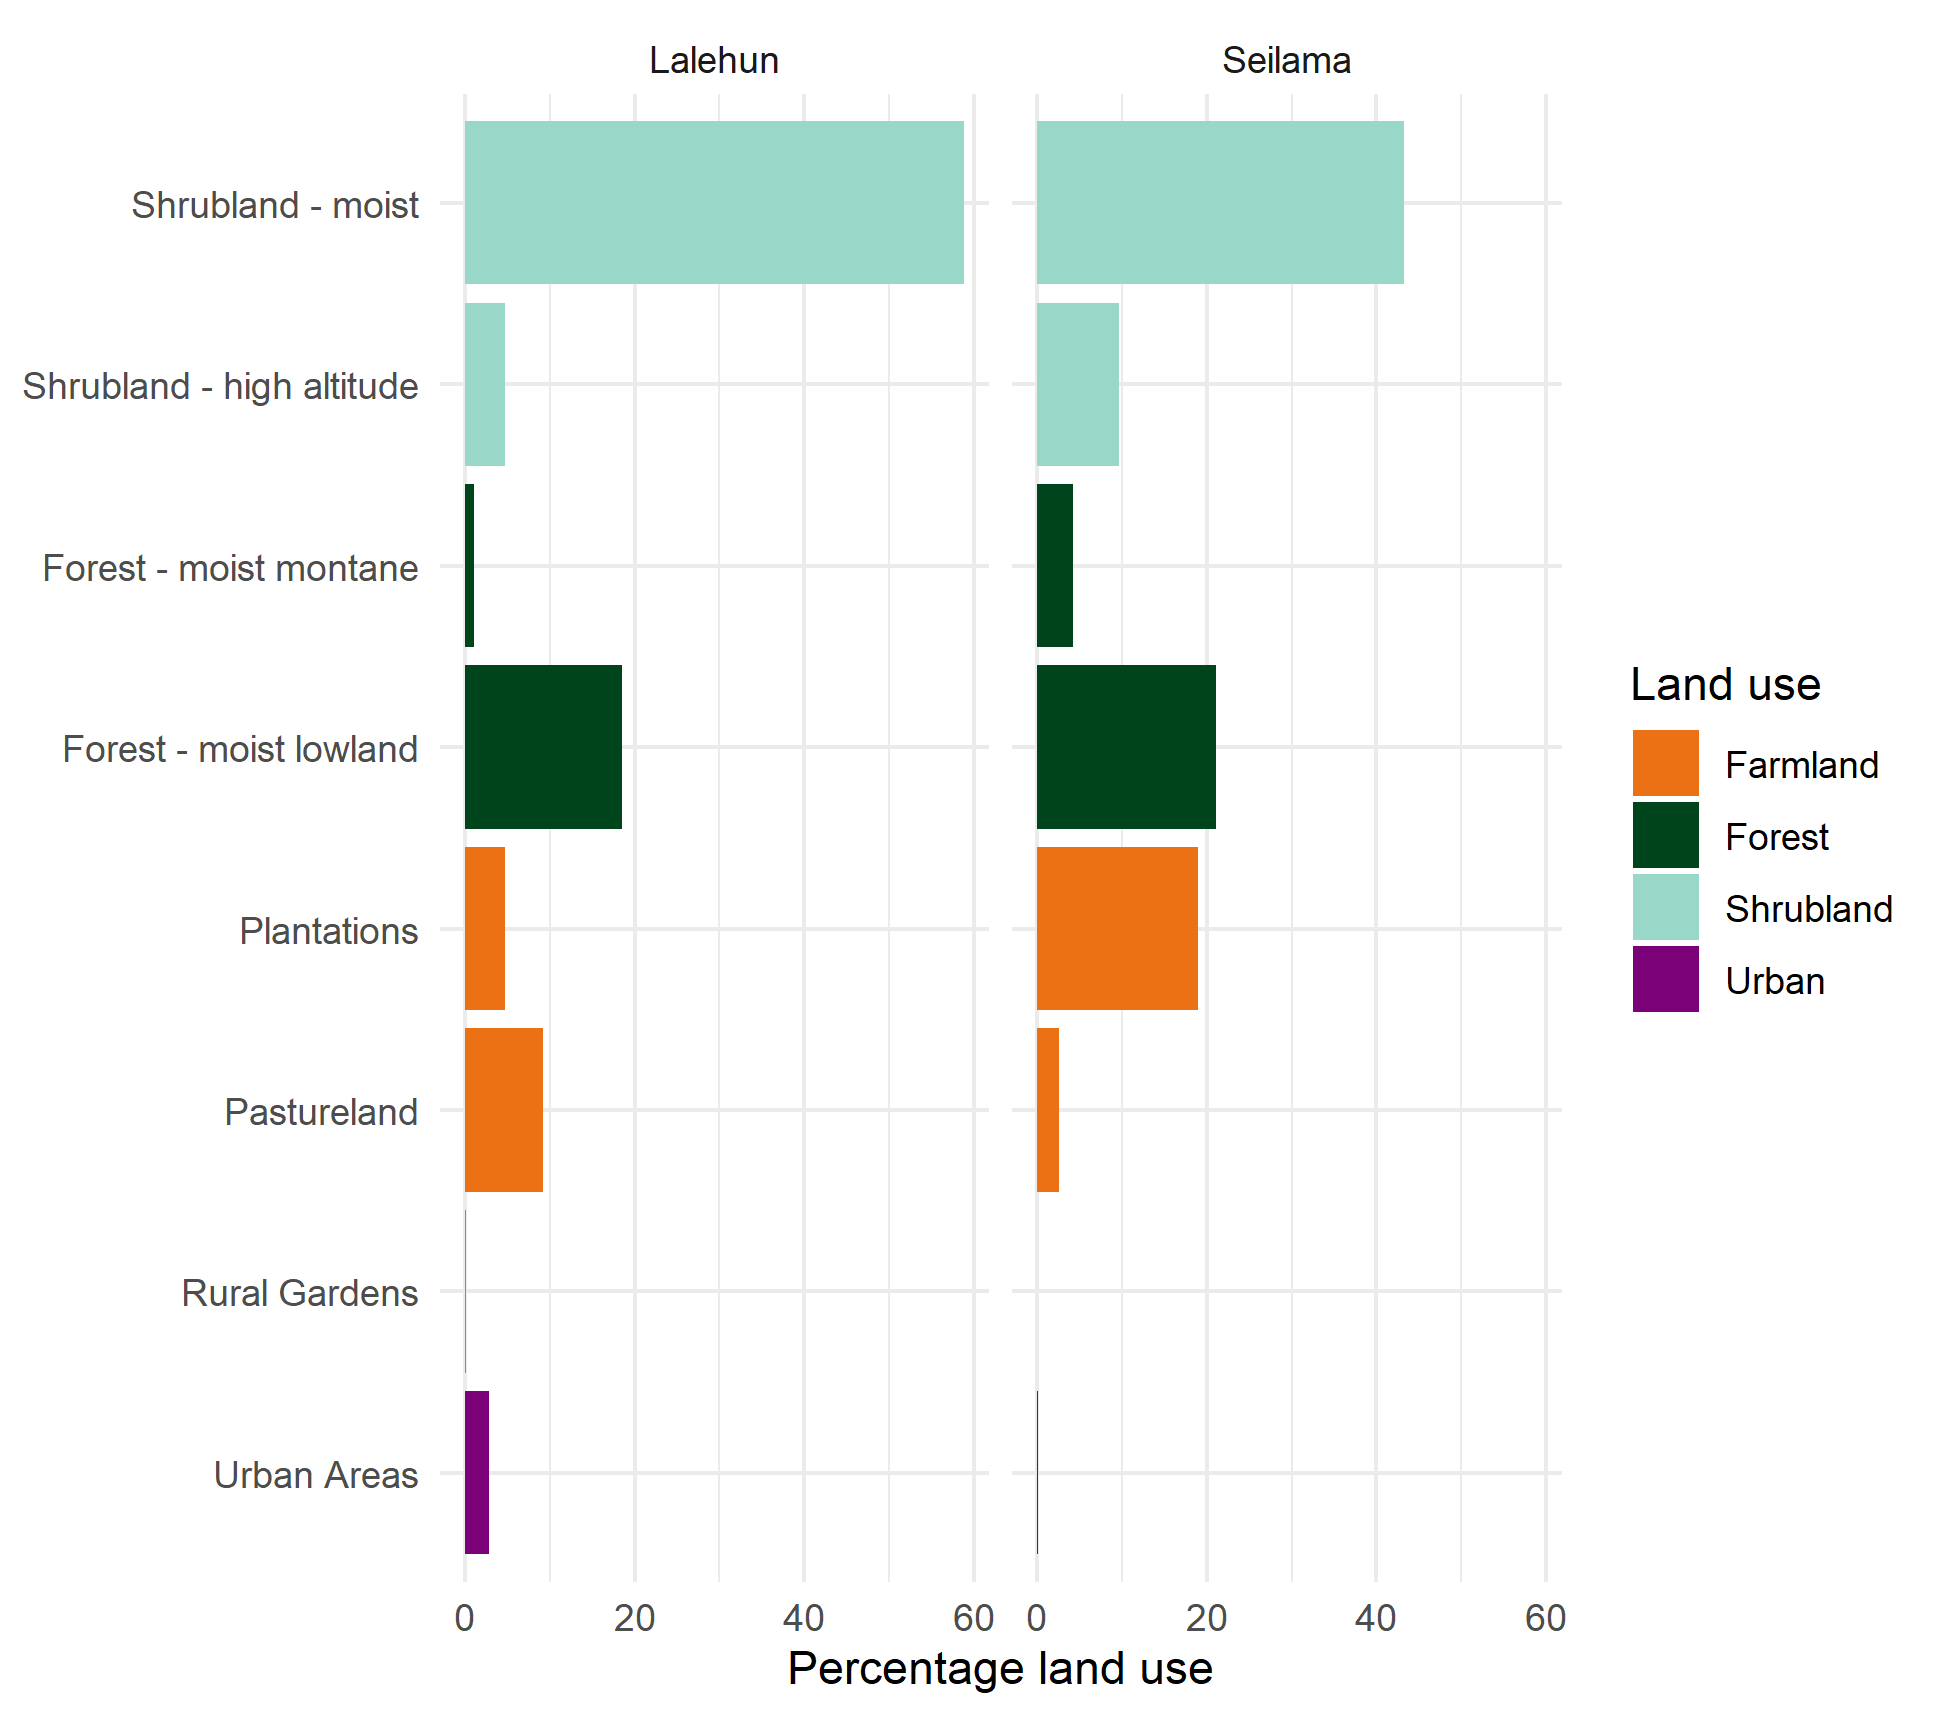 Lalehun
Seilama
Shrubland - moist
Shrubland - high altitude
Forest - moist montane
Forest - moist lowland
Plantations
Pastureland
Rural Gardens
Urban Areas
0 20 40 60 0 20 40 60
Percentage land use
Land use
Farmland
Forest
Shrubland
Urban